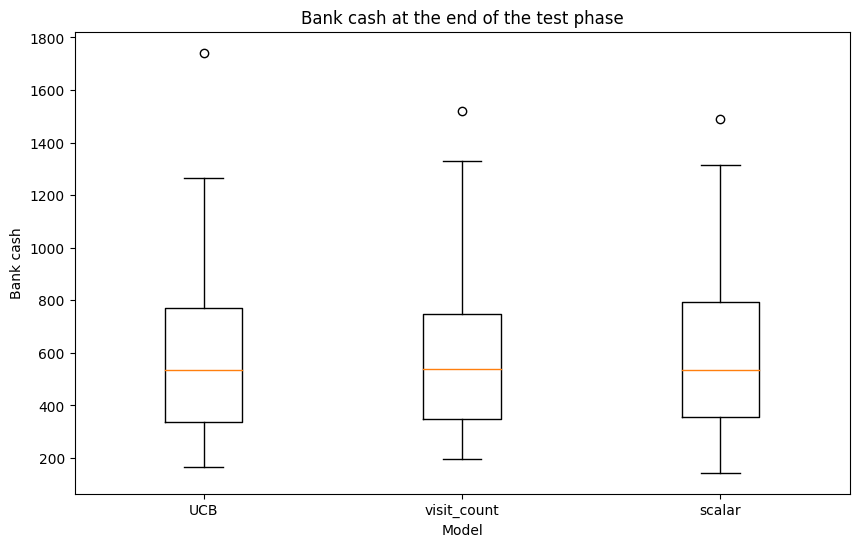 Bank cash at the end of the test phase
1800
1600
1400
1200
1000
800
600
400
200
Bank cash
UCB visit_count scalar
Model